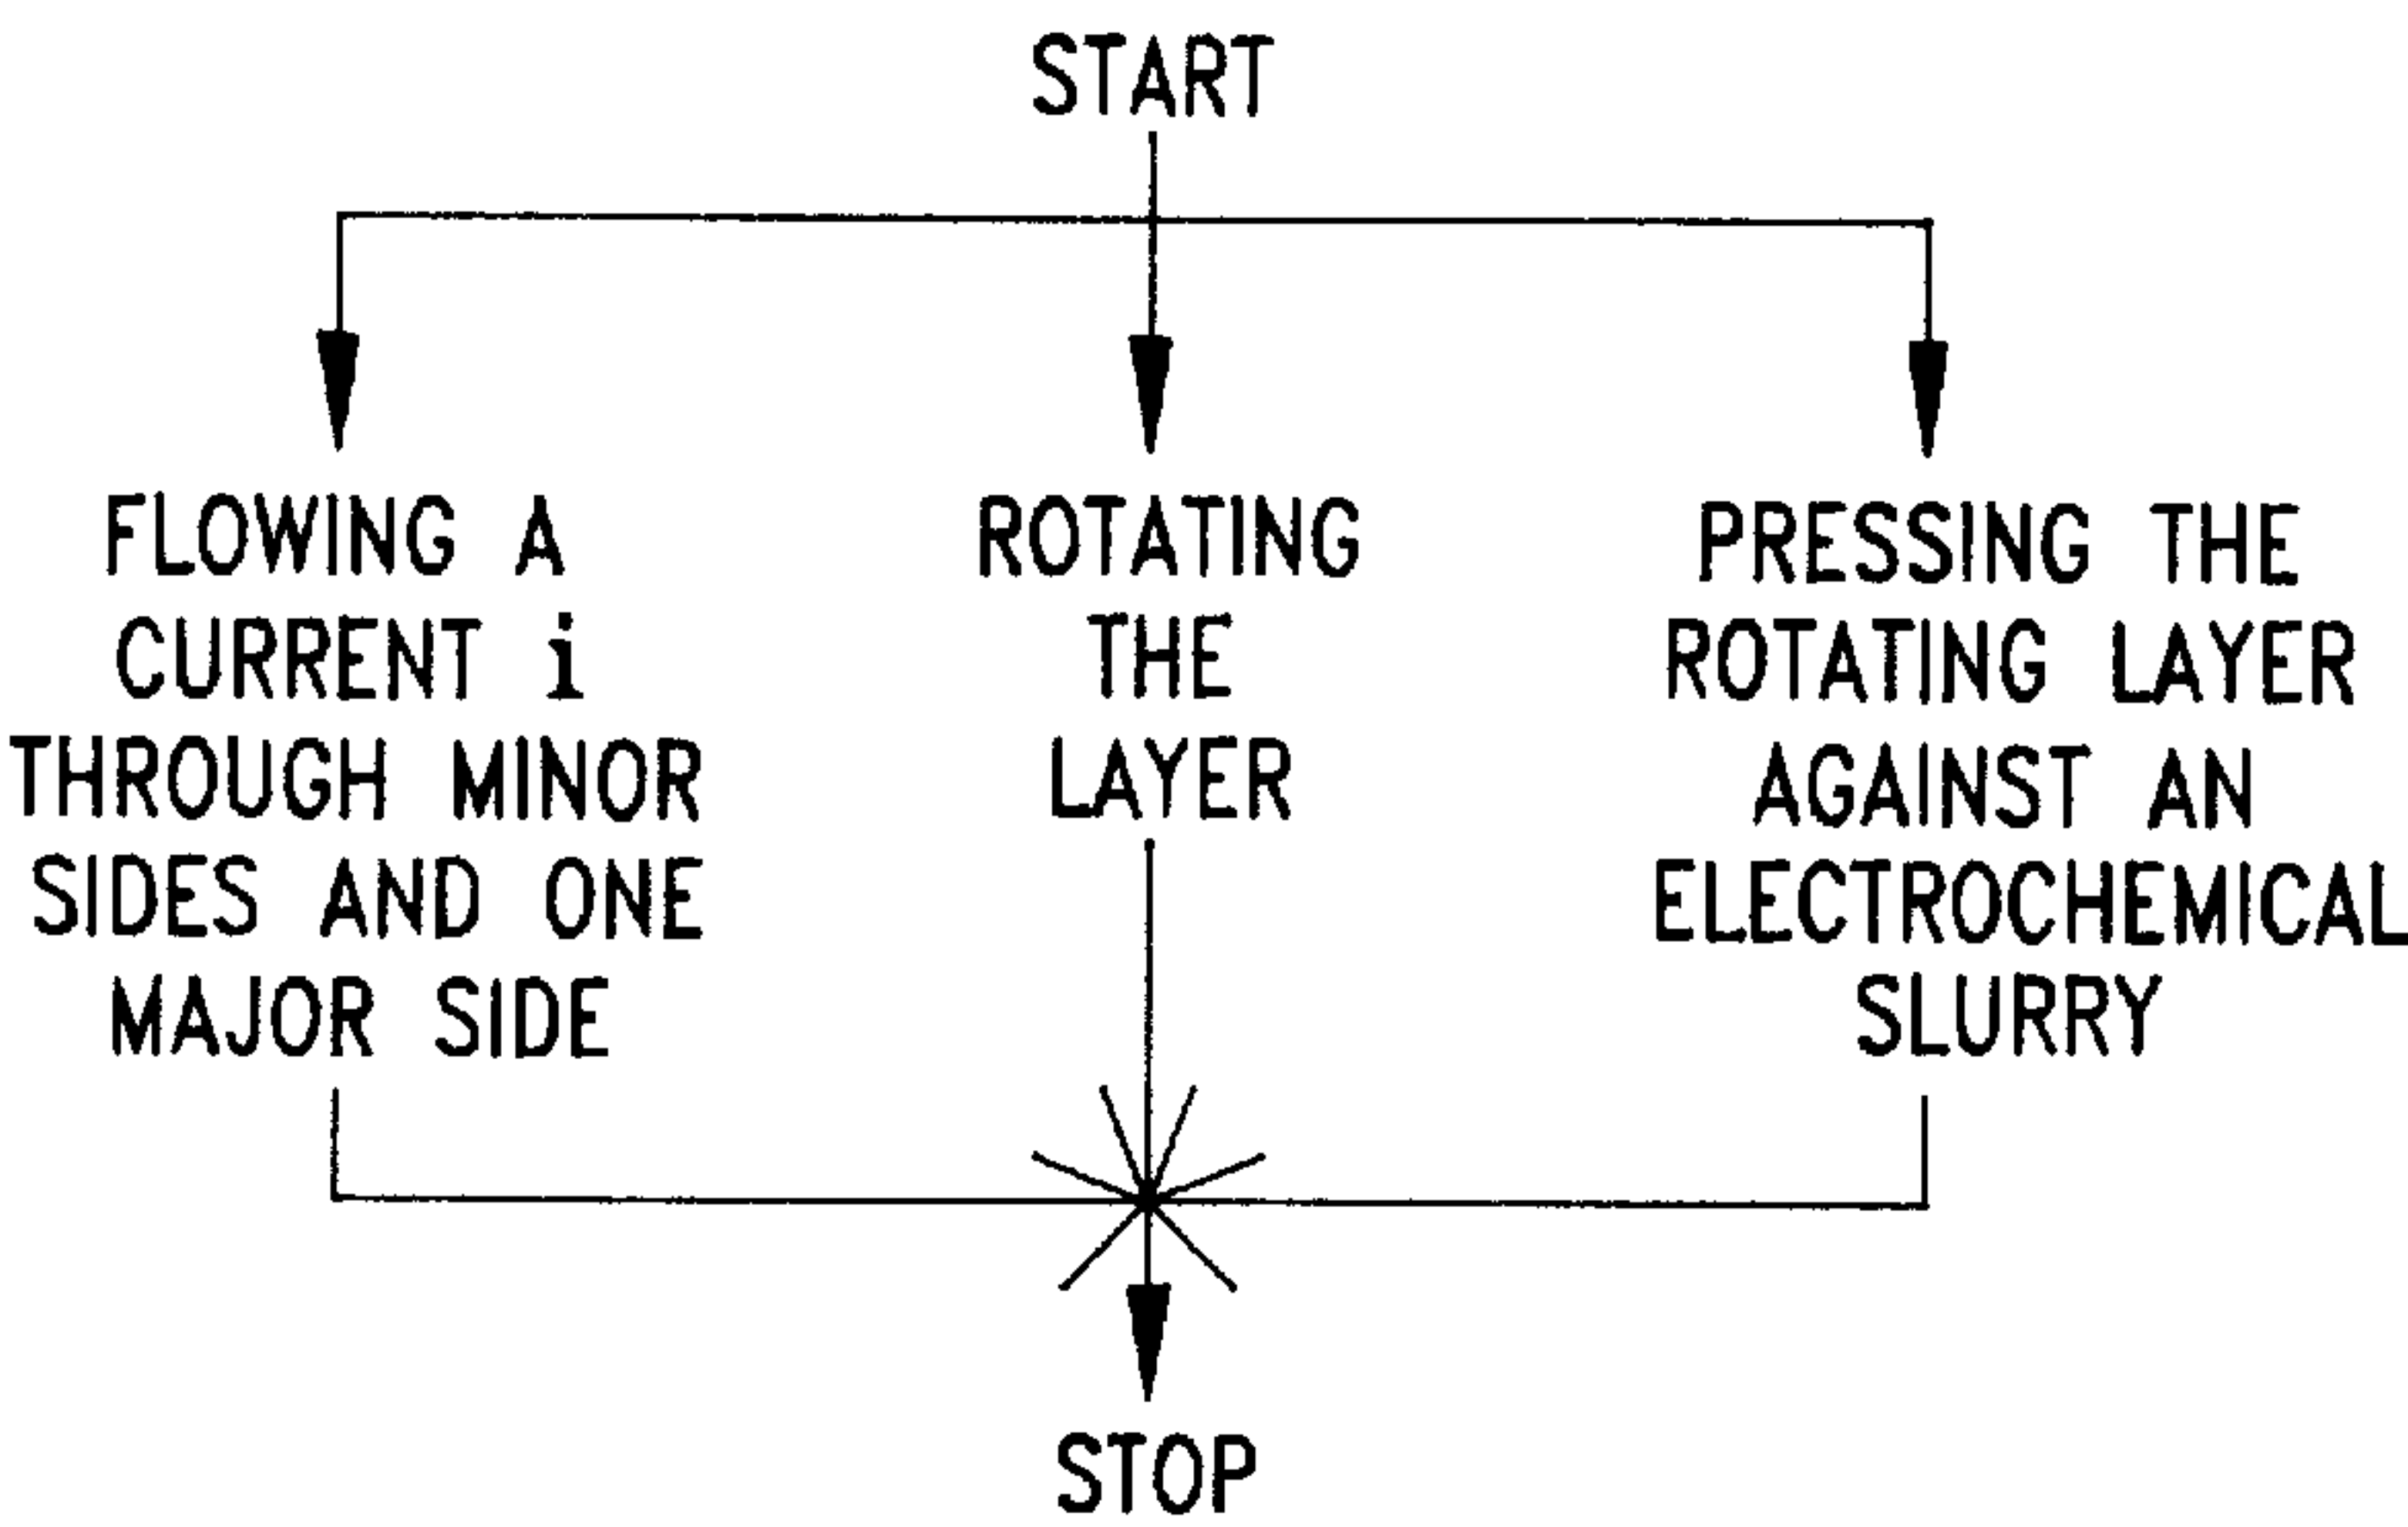 START
FLOWING A
CURRENT i
THROUGH MINOR
SIDES AND ONE
MAJOR SIDE
ROTATING
THE
LAYER
PRESSING THE
ROTATING LAYER
AGAINST AN
ELECTROCHEMICAL
SLURRY
STOP